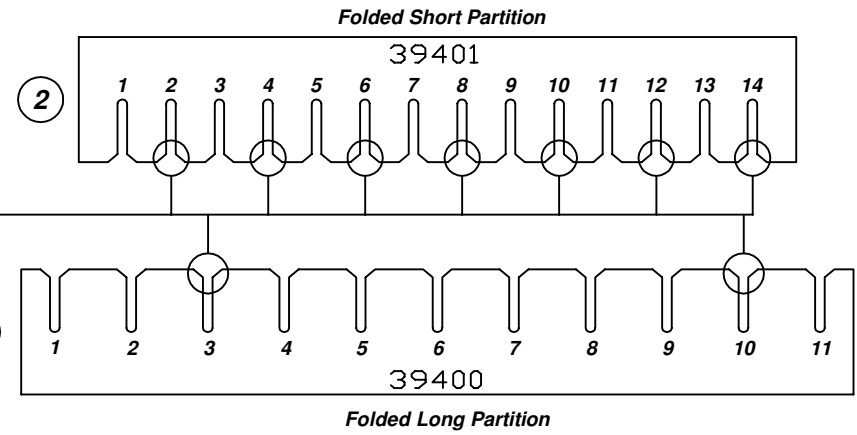 Folded Short Partition
39401
2
1 2 3 4 5 6 7 8 9 10 11 12 13 14
1 2 3 4 5 6 7 8 9 10 11
39400
Folded Long Partition